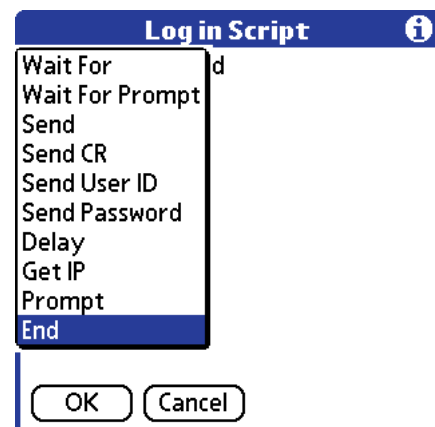 Log in Script
Wait For
d
Wait For Prompt
Send
Send CR
Send User ID
Send Password
Delay
Get IP
Prompt
End
OK
Cancel